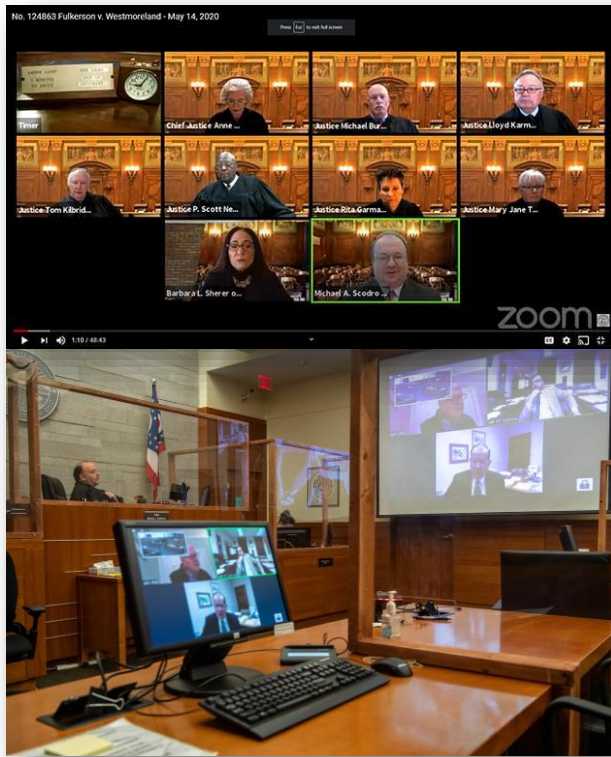 No. 124863 Fulkerson v. Westmoreland - May 14, 2020
Press Esc to exit full screen
Timer
Chief Justice Anne ...
Justice Michael Bur...
Justice Lloyd Karm...
Justice Tom Kilbrid...
Justice P. Scott Ne...
Justice Rita Garma...
Justice Mary Jane T...
Barbara L. Sherer o...
Michael A. Scodro ...
zoom
1:10 / 48:43
CC
EXIT